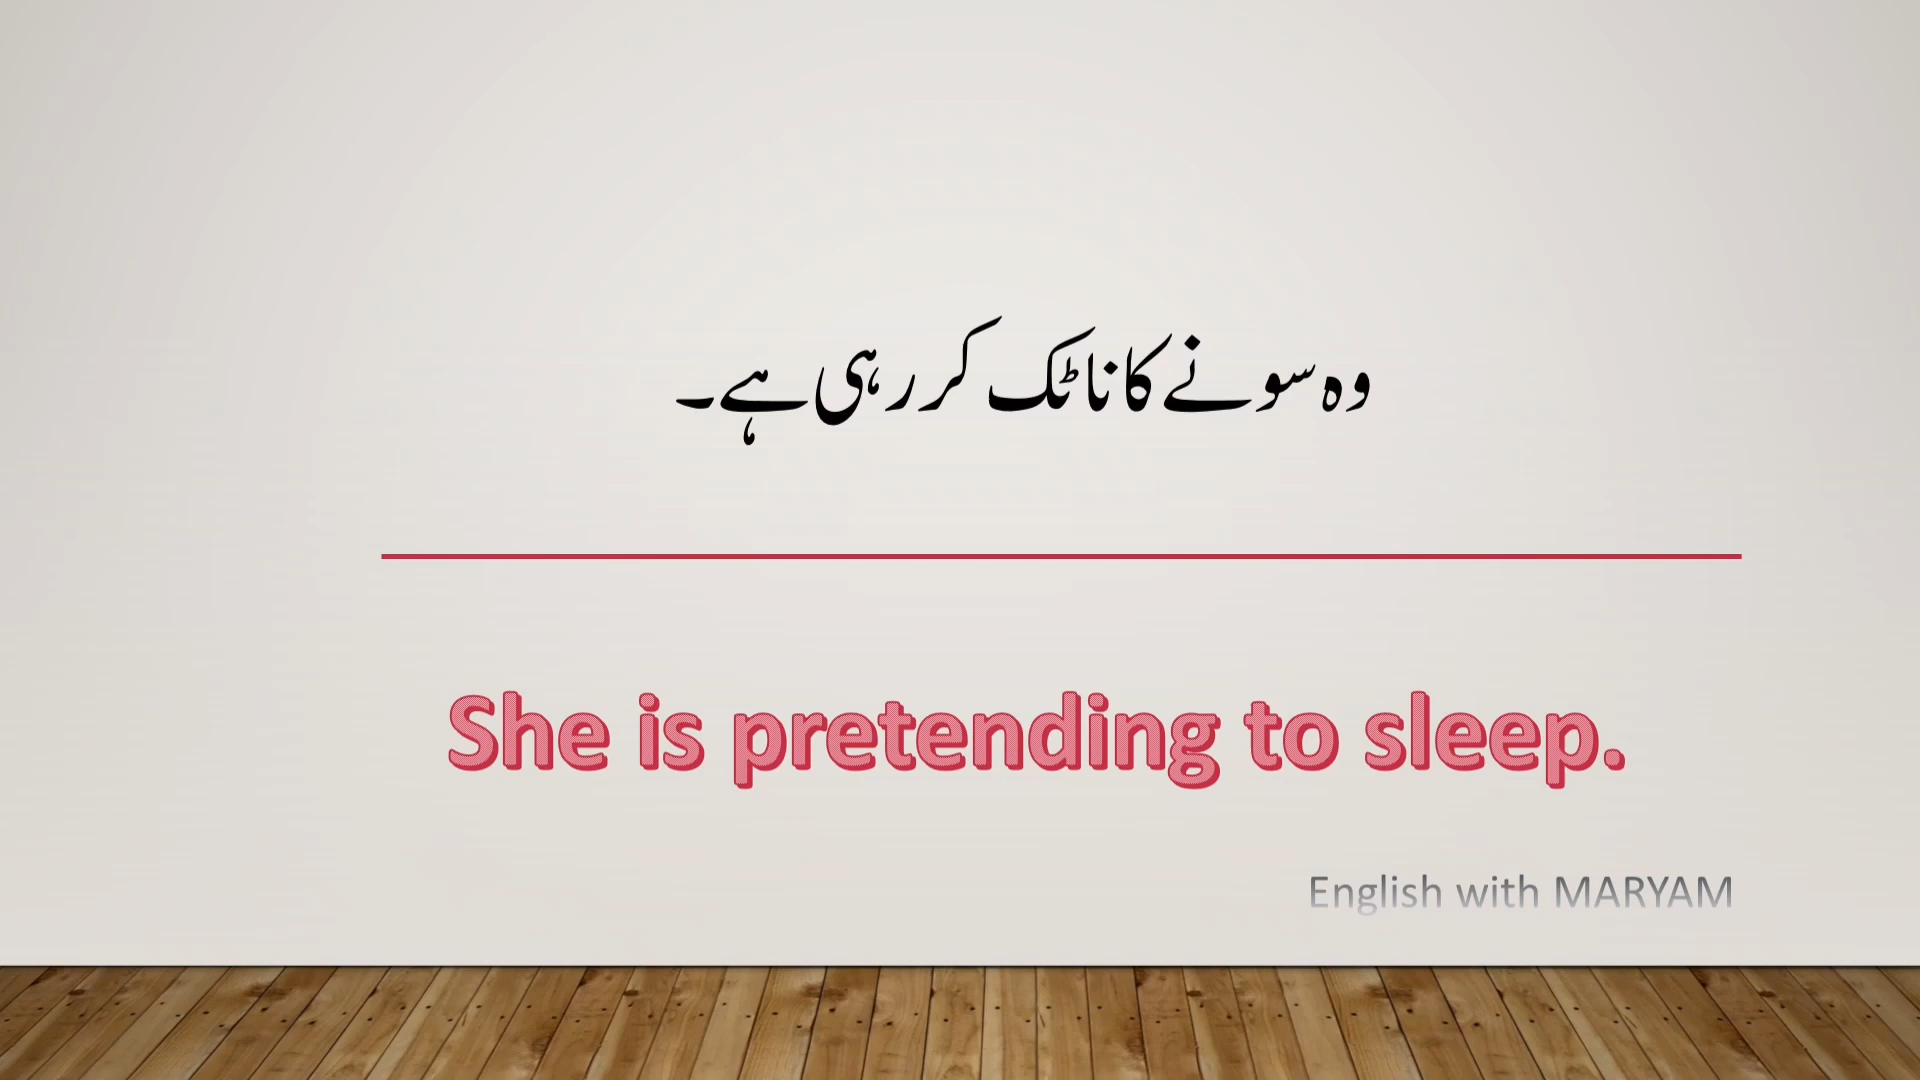 وہ سونے کا ناٹک کر رہی ہے۔
She is pretending to sleep.
English with MARYAM